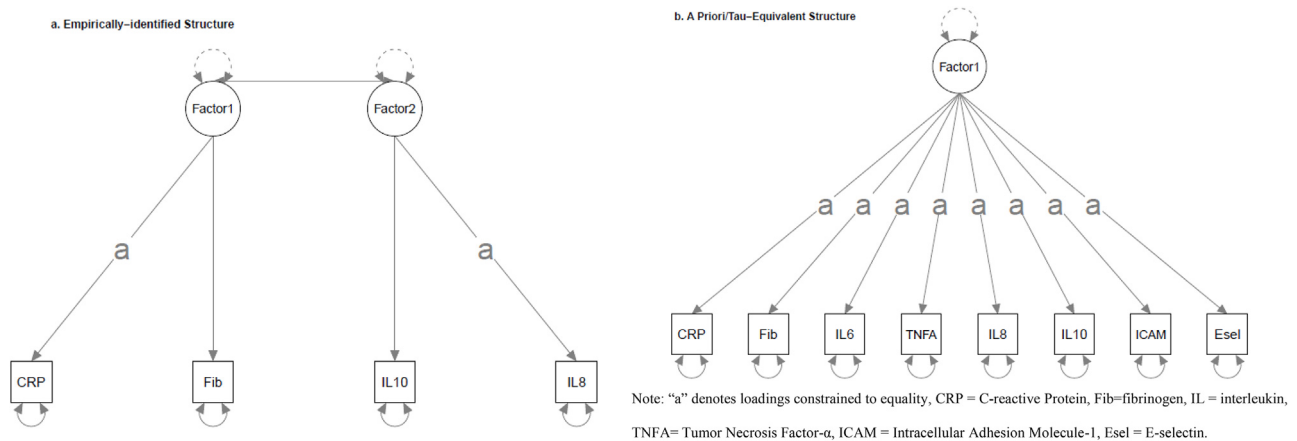 a. Empirically–identified Structure
Factor1
Factor2
a
a
CRP
Fib
IL10
IL8
b. A Priori/Tau–Equivalent Structure
Factor1
a a a a a a a a
CRP
Fib
IL6
TNFA
IL8
IL10
ICAM
Esel
Note: “a” denotes loadings constrained to equality, CRP = C-reactive Protein, Fib=fibrinogen, IL = interleukin,
TNFA= Tumor Necrosis Factor-α, ICAM = Intracellular Adhesion Molecule-1, Esel = E-selectin.